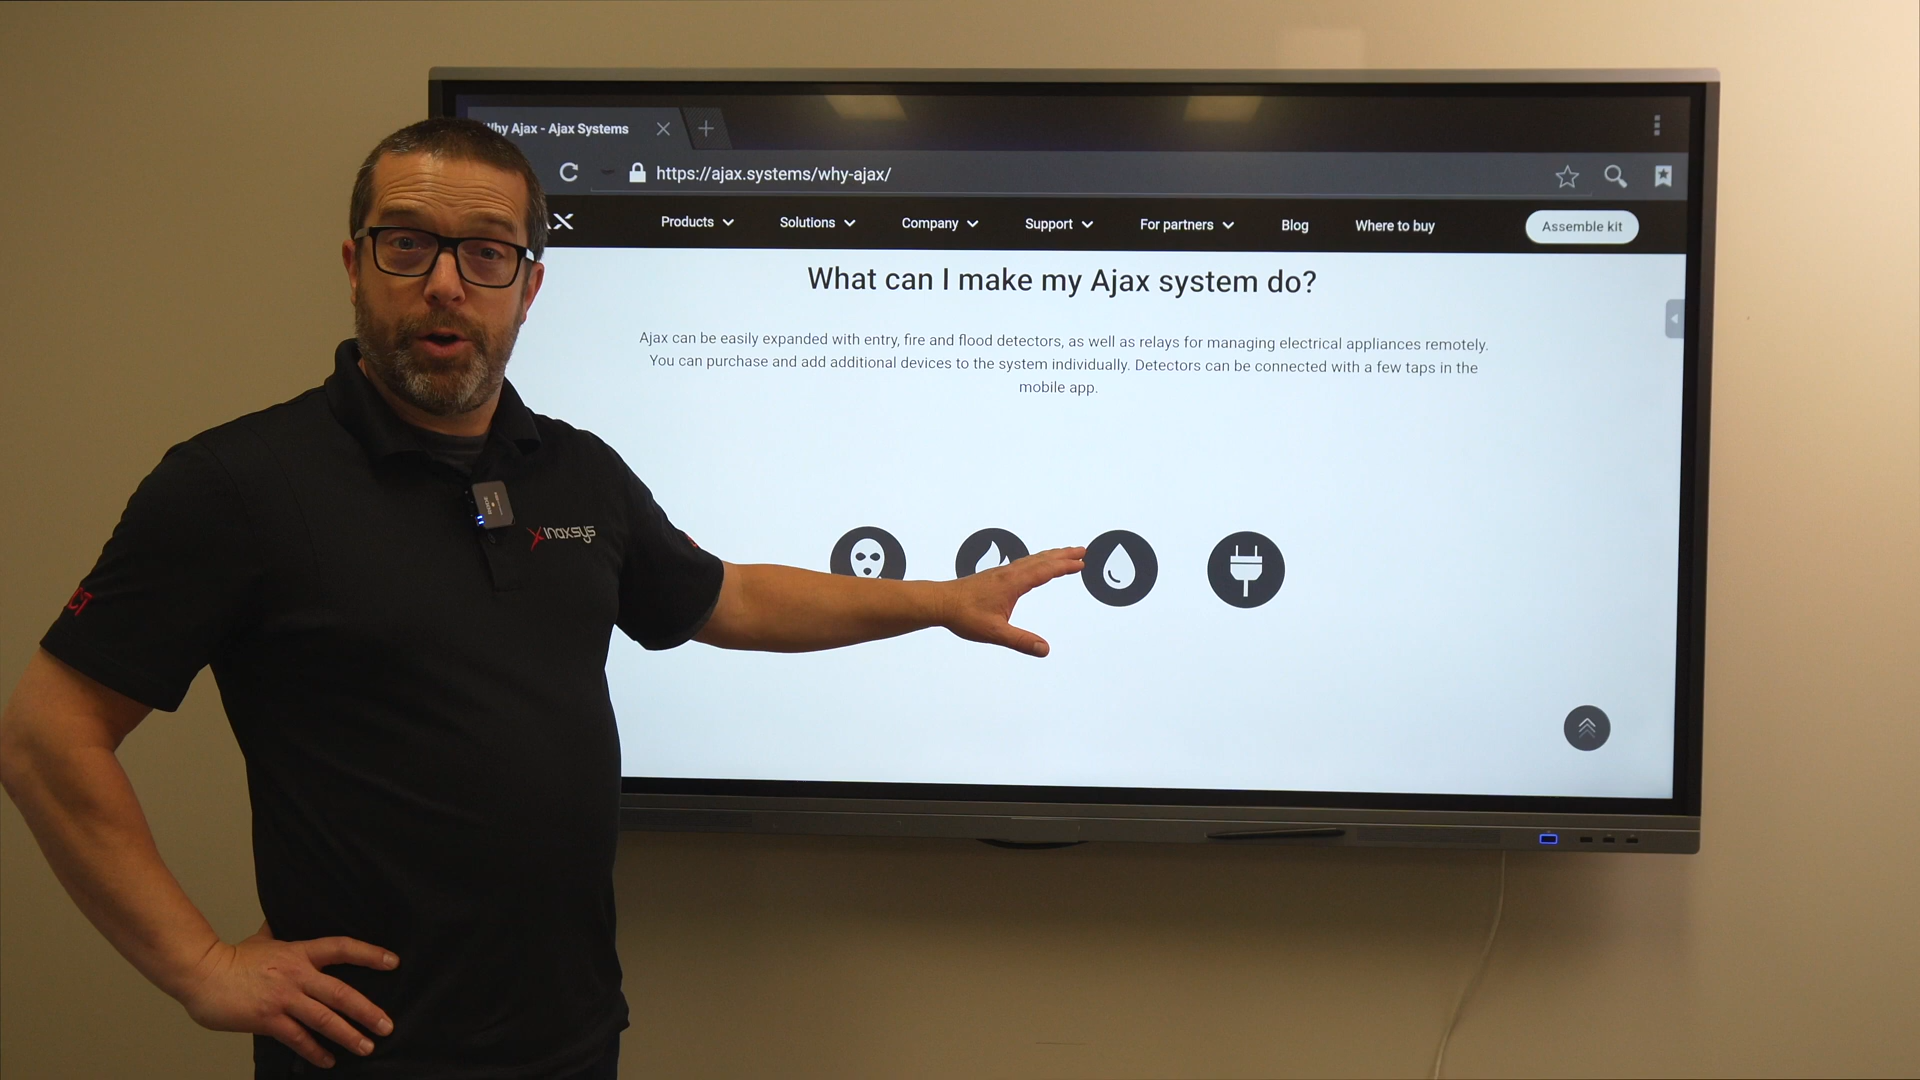 Why Ajax - Ajax Systems
https://ajax.systems/why-ajax/
Products
Solutions
Company
Support
For partners
Blog
Where to buy
Assemble kit
What can I make my Ajax system do?
Ajax can be easily expanded with entry, fire and flood detectors, as well as relays for managing electrical appliances remotely.
You can purchase and add additional devices to the system individually. Detectors can be connected with a few taps in the
mobile app.
inaxsys